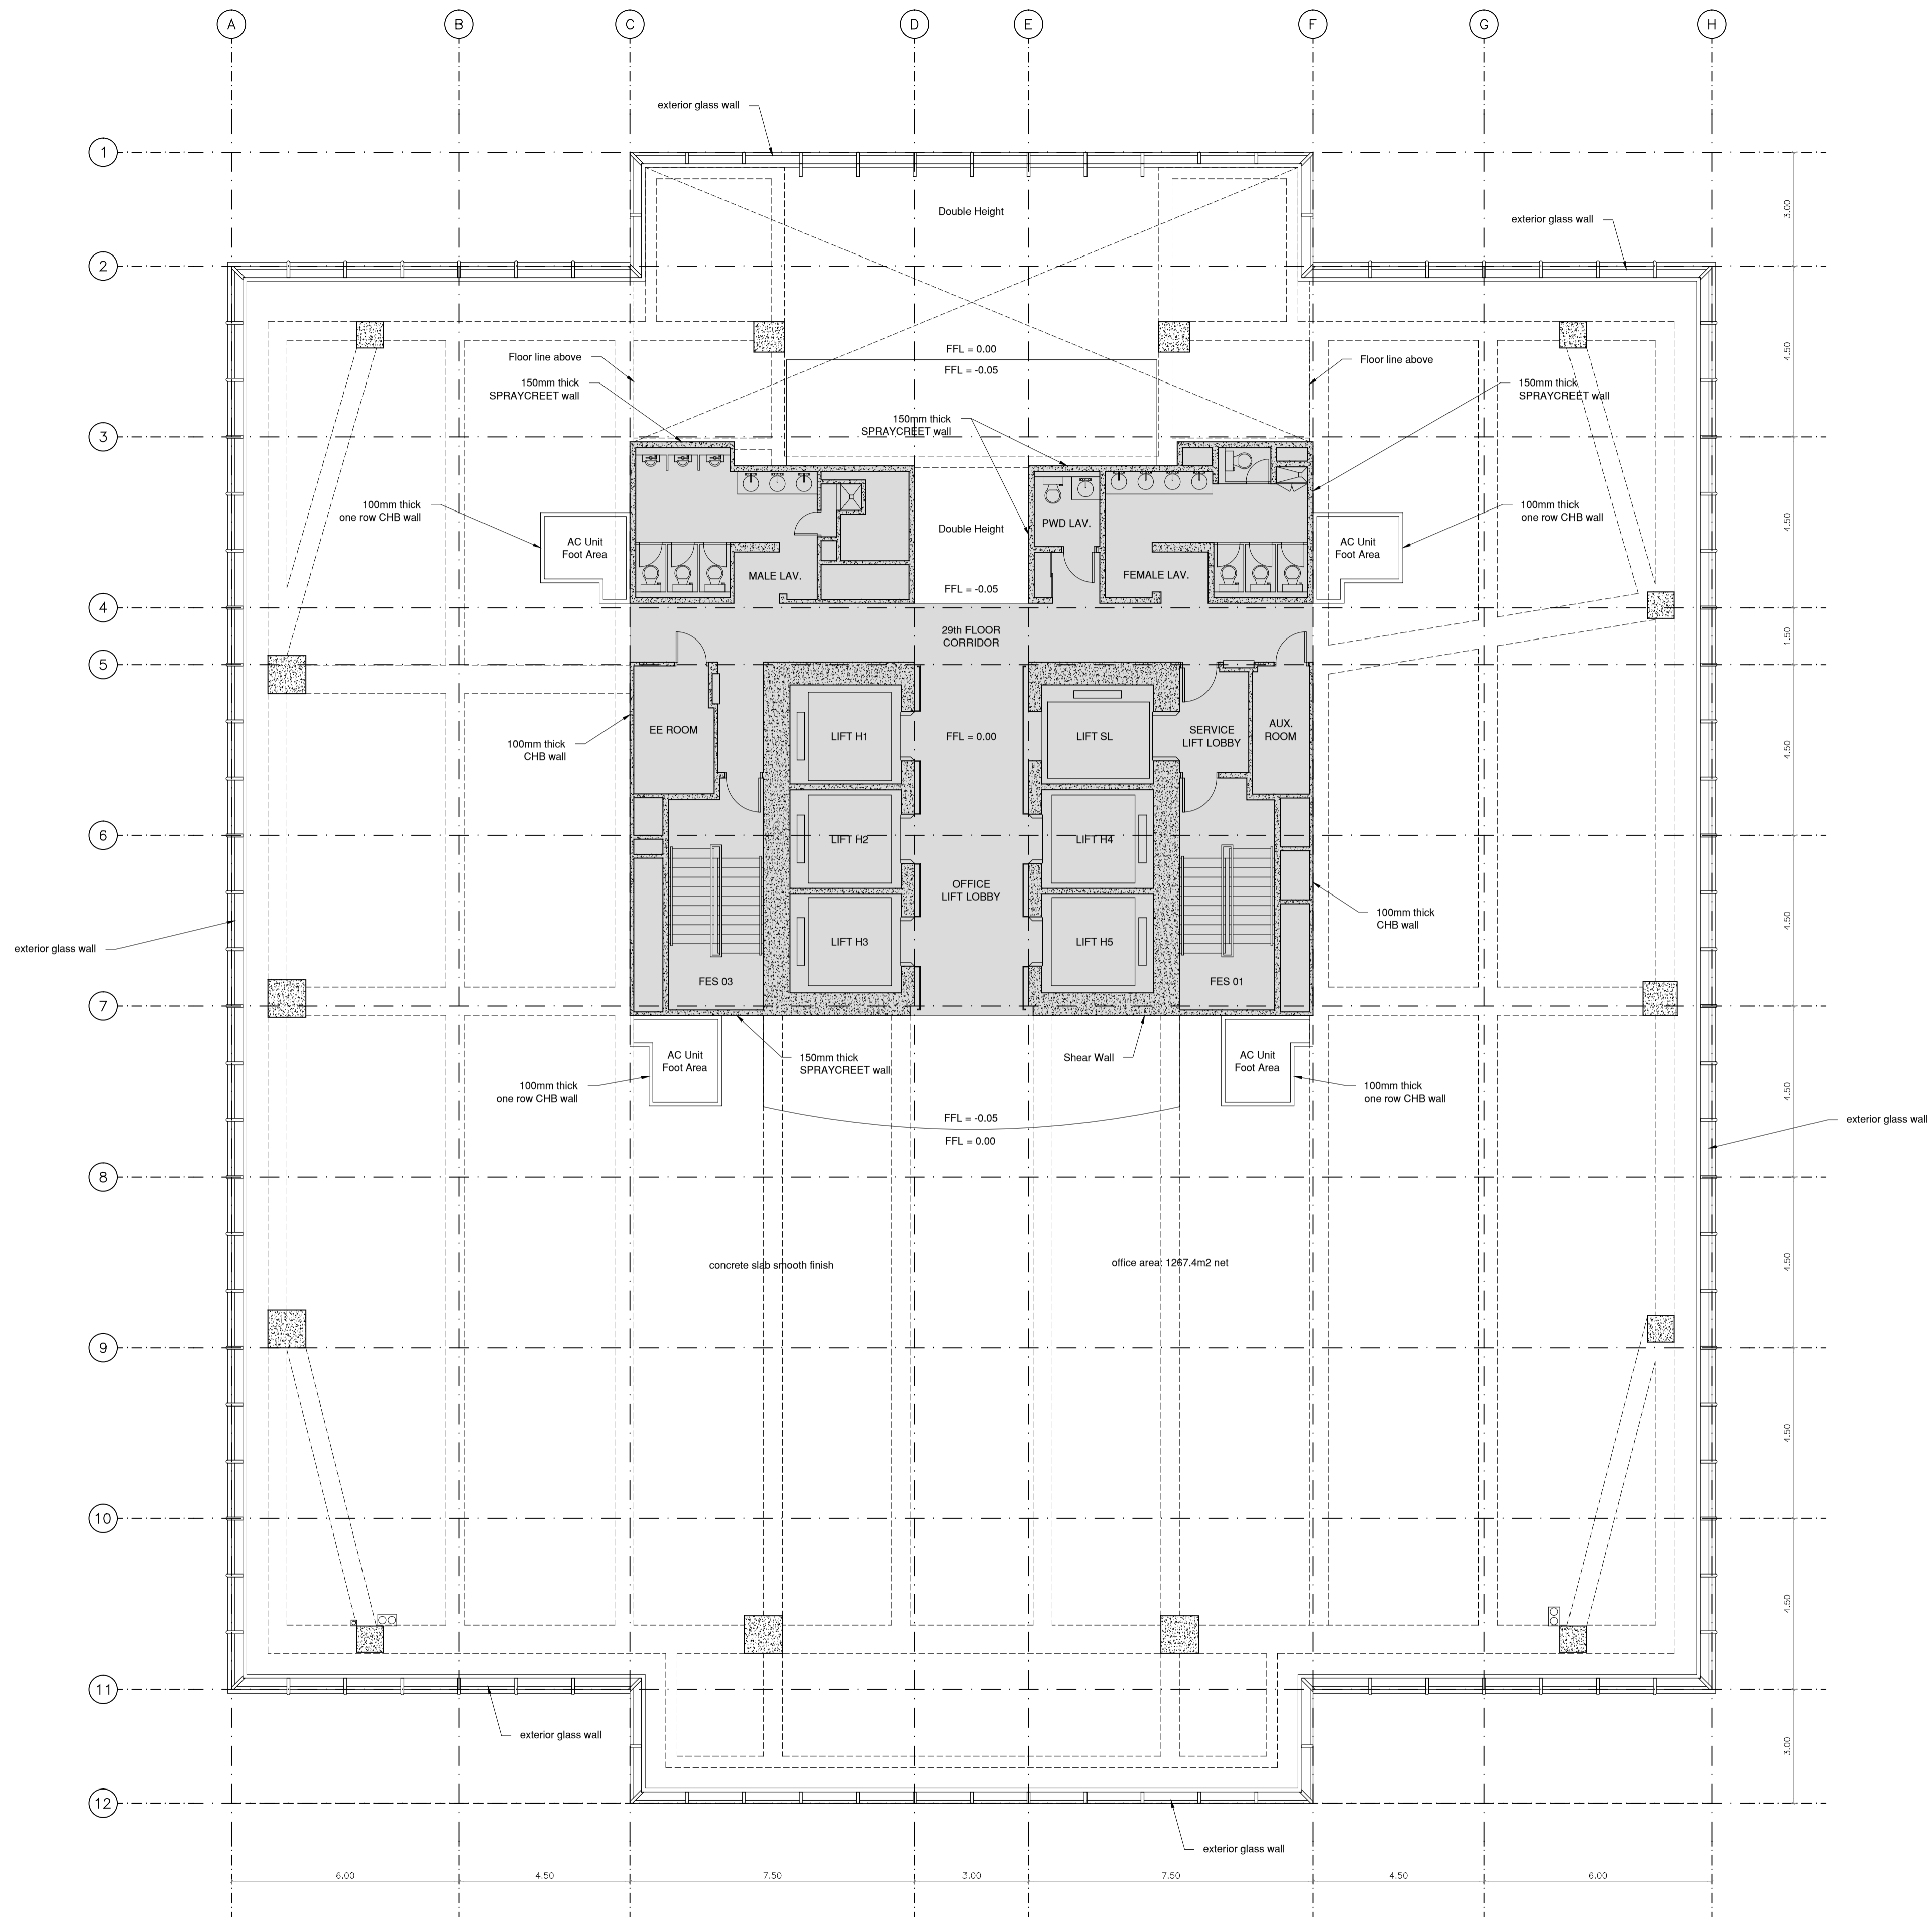 A
B
C
D
E
F
G
H
exterior glass wall
1
3.00
Double Height
exterior glass wall
2
Floor line above
FFL = 0.00
Floor line above
4.50
FFL = -0.05
150mm thick
SPRAYCREET wall
150mm thick
SPRAYCREET wall
150mm thick
SPRAYCREET wall
3
100mm thick
one row CHB wall
100mm thick
one row CHB wall
AC Unit
Foot Area
Double Height
PWD LAV.
AC Unit
Foot Area
4.50
MALE LAV.
FEMALE LAV.
FFL = -0.05
4
29th FLOOR
CORRIDOR
1.50
5
EE ROOM
LIFT H1
FFL = 0.00
LIFT SL
SERVICE
LIFT LOBBY
AUX.
ROOM
100mm thick
CHB wall
4.50
6
LIFT H2
LIFT H4
OFFICE
LIFT LOBBY
100mm thick
CHB wall
4.50
exterior glass wall
LIFT H3
LIFT H5
FES 03
FES 01
7
AC Unit
Foot Area
150mm thick
SPRAYCREET wall
Shear Wall
AC Unit
Foot Area
100mm thick
one row CHB wall
100mm thick
one row CHB wall
4.50
FFL = -0.05
FFL = 0.00
exterior glass wall
8
concrete slab smooth finish
office area: 1267.4m2 net
4.50
9
4.50
10
4.50
11
exterior glass wall
3.00
12
exterior glass wall
6.00
4.50
7.50
3.00
7.50
4.50
6.00